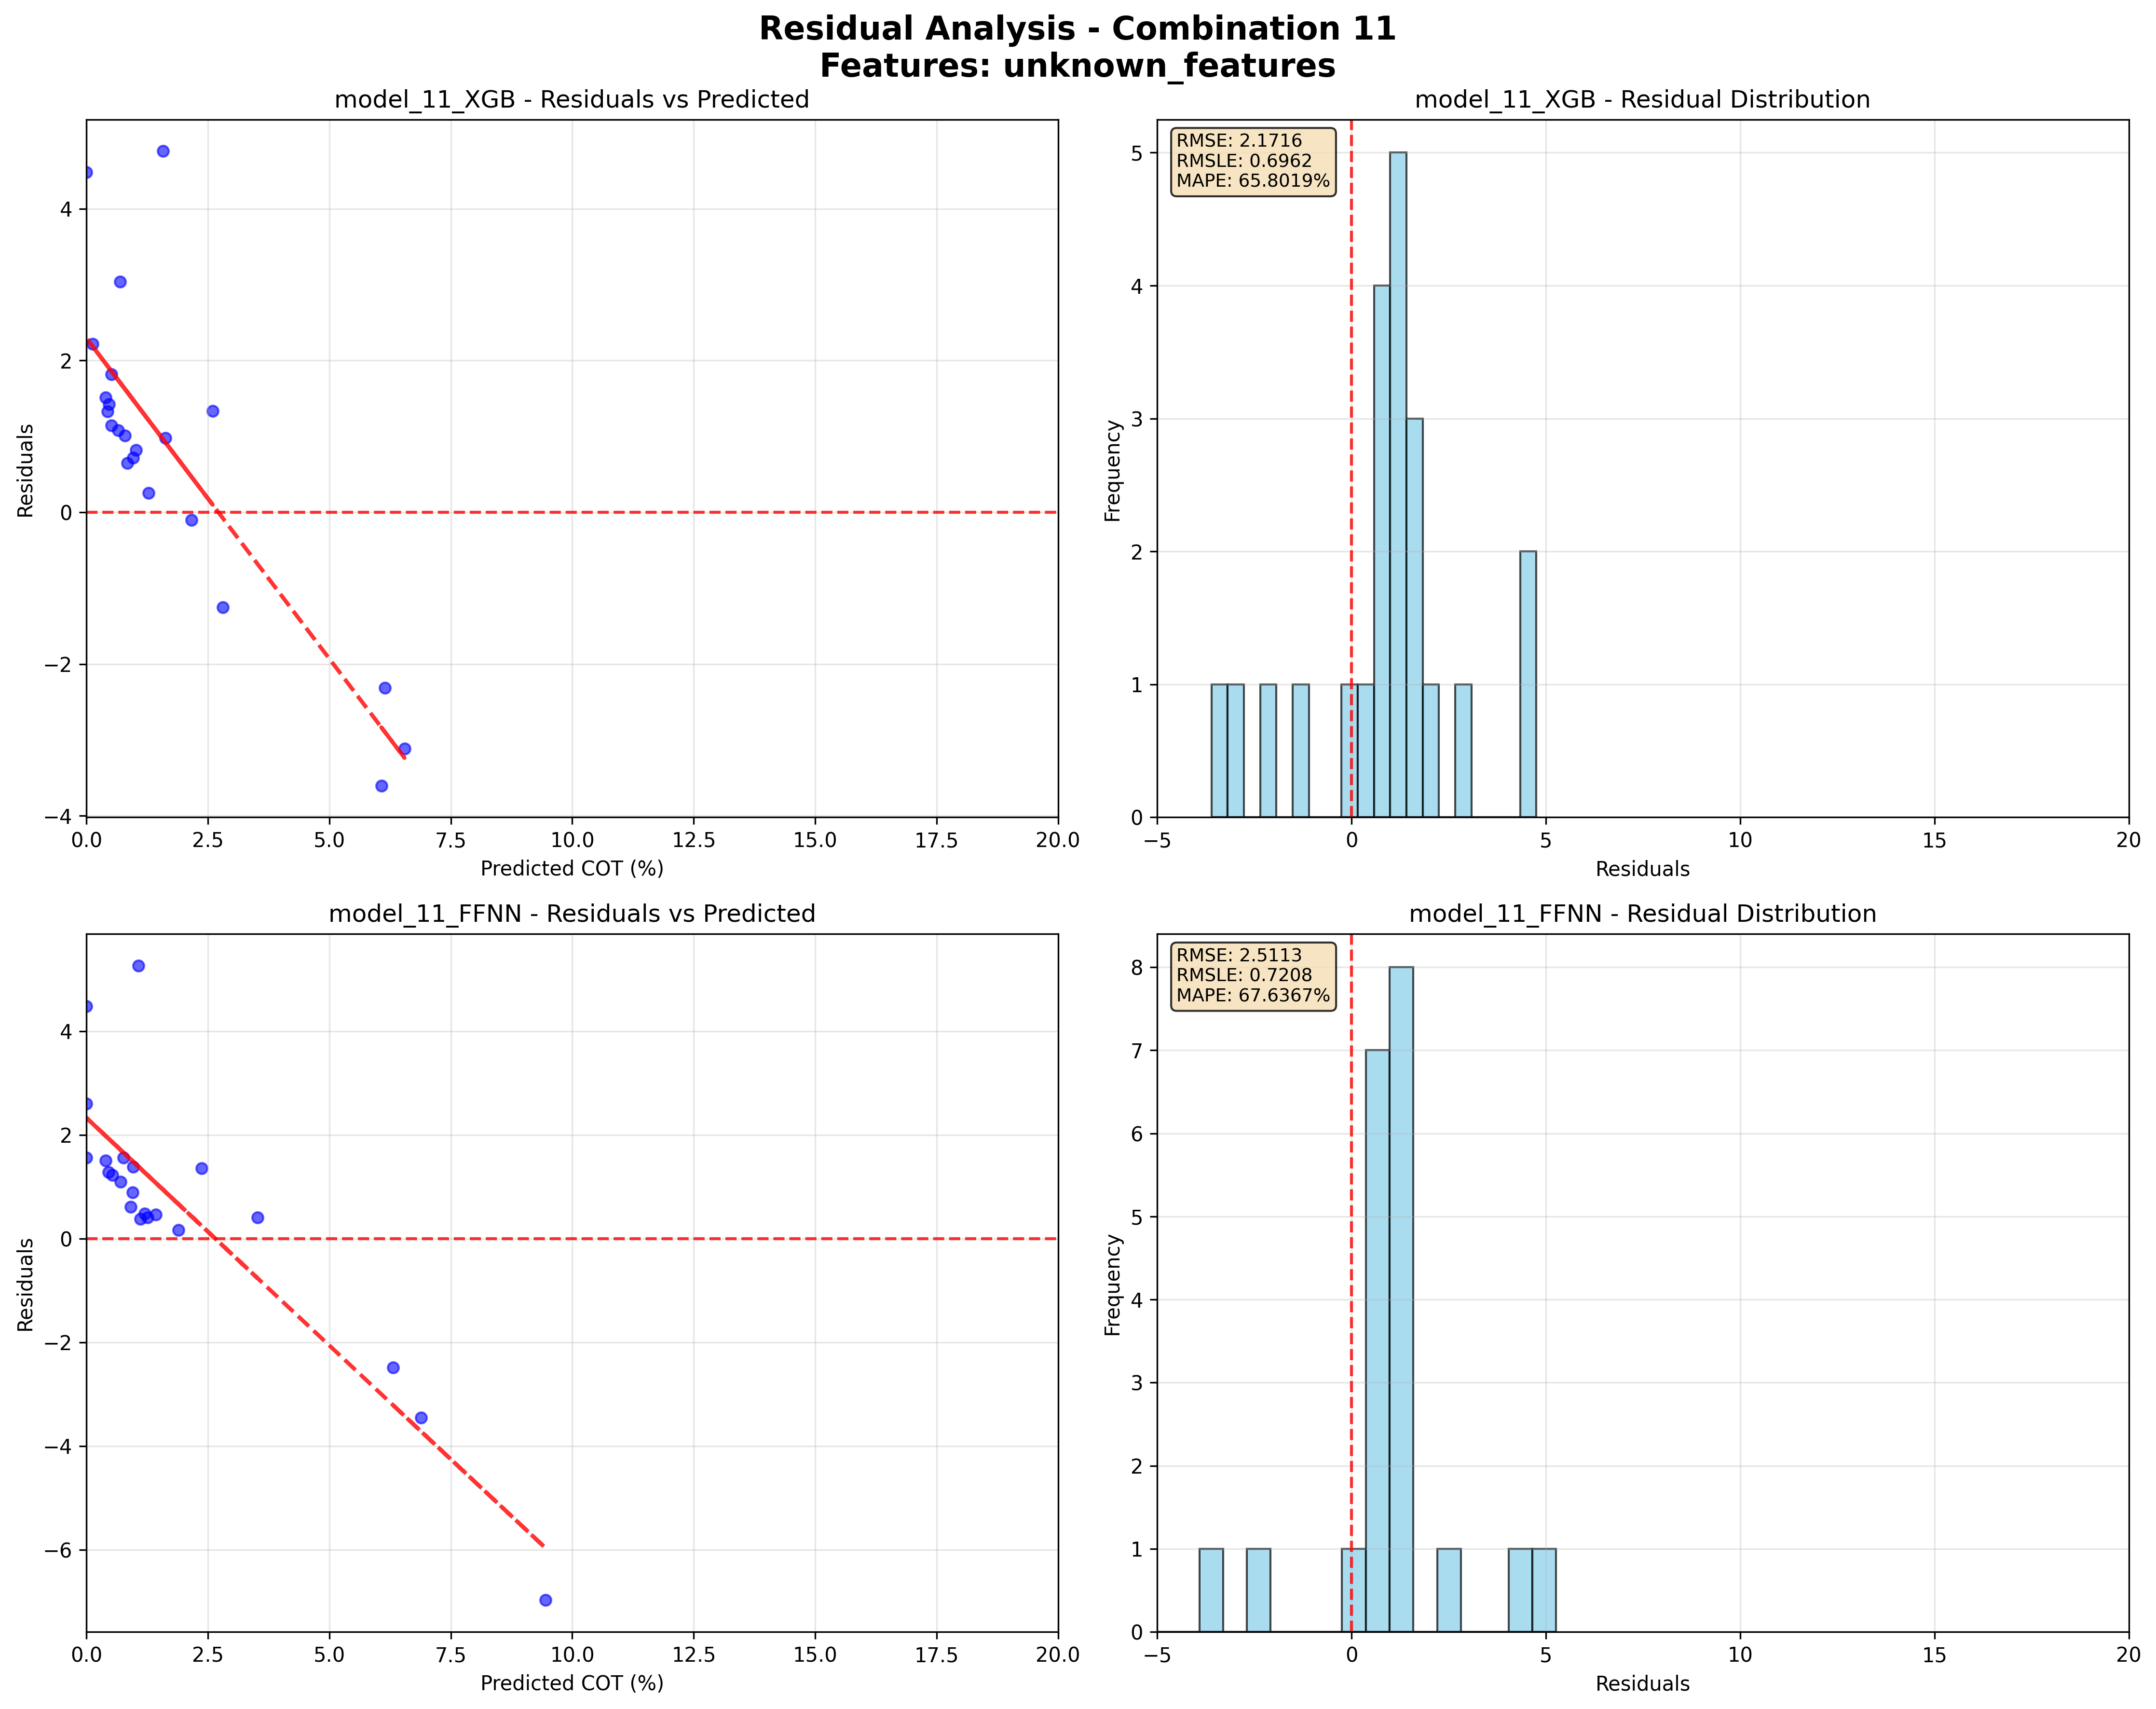 Residual Analysis - Combination 11
Features: unknown_features
model_11_XGB - Residuals vs Predicted
4
2
0
−2
−4
Residuals
0.0 2.5 5.0 7.5 10.0 12.5 15.0 17.5 20.0
Predicted COT (%)
model_11_XGB - Residual Distribution
RMSE: 2.1716
RMSLE: 0.6962
MAPE: 65.8019%
5
4
3
2
1
0
Frequency
−5 0 5 10 15 20
Residuals
model_11_FFNN - Residuals vs Predicted
4
2
0
−2
−4
−6
Residuals
0.0 2.5 5.0 7.5 10.0 12.5 15.0 17.5 20.0
Predicted COT (%)
model_11_FFNN - Residual Distribution
RMSE: 2.5113
RMSLE: 0.7208
MAPE: 67.6367%
8
7
6
5
4
3
2
1
0
Frequency
−5 0 5 10 15 20
Residuals